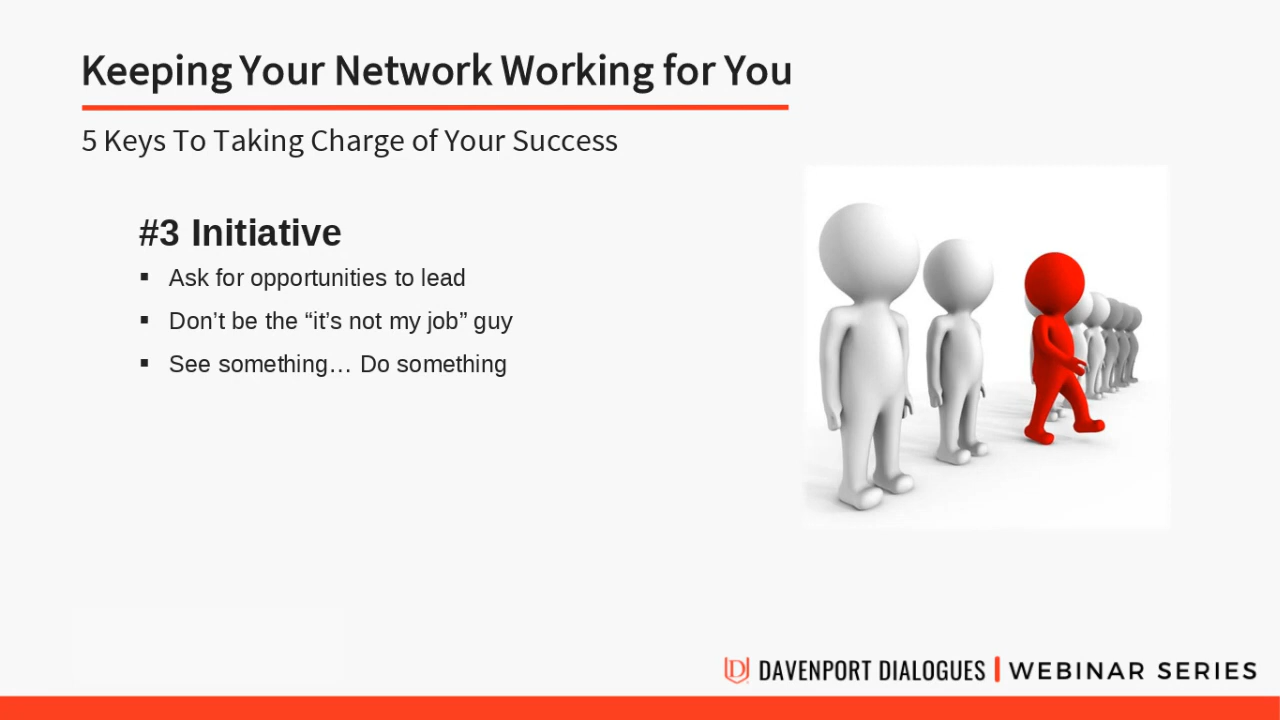 Keeping Your Network Working for You
5 Keys To Taking Charge of Your Success
#3 Initiative
▪ Ask for opportunities to lead
▪ Don’t be the “it’s not my job” guy
▪ See something… Do something
DAVENPORT DIALOGUES | WEBINAR SERIES